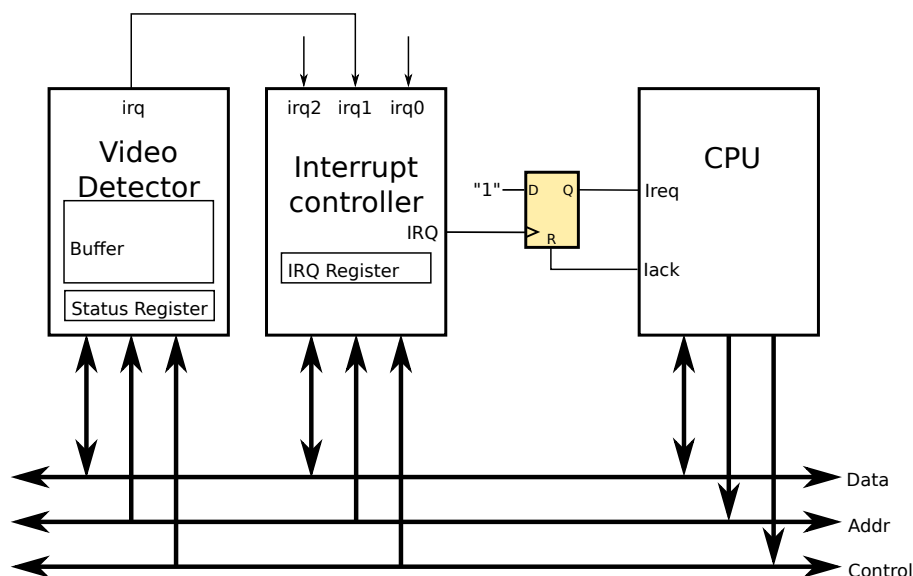 irq
irq2 irq1 irq0
Video
Detector
Buffer
Status Register
Interrupt
controller
IRQ
IRQ Register
"1"
D Q
R
CPU
Ireq
Iack
Data
Addr
Control